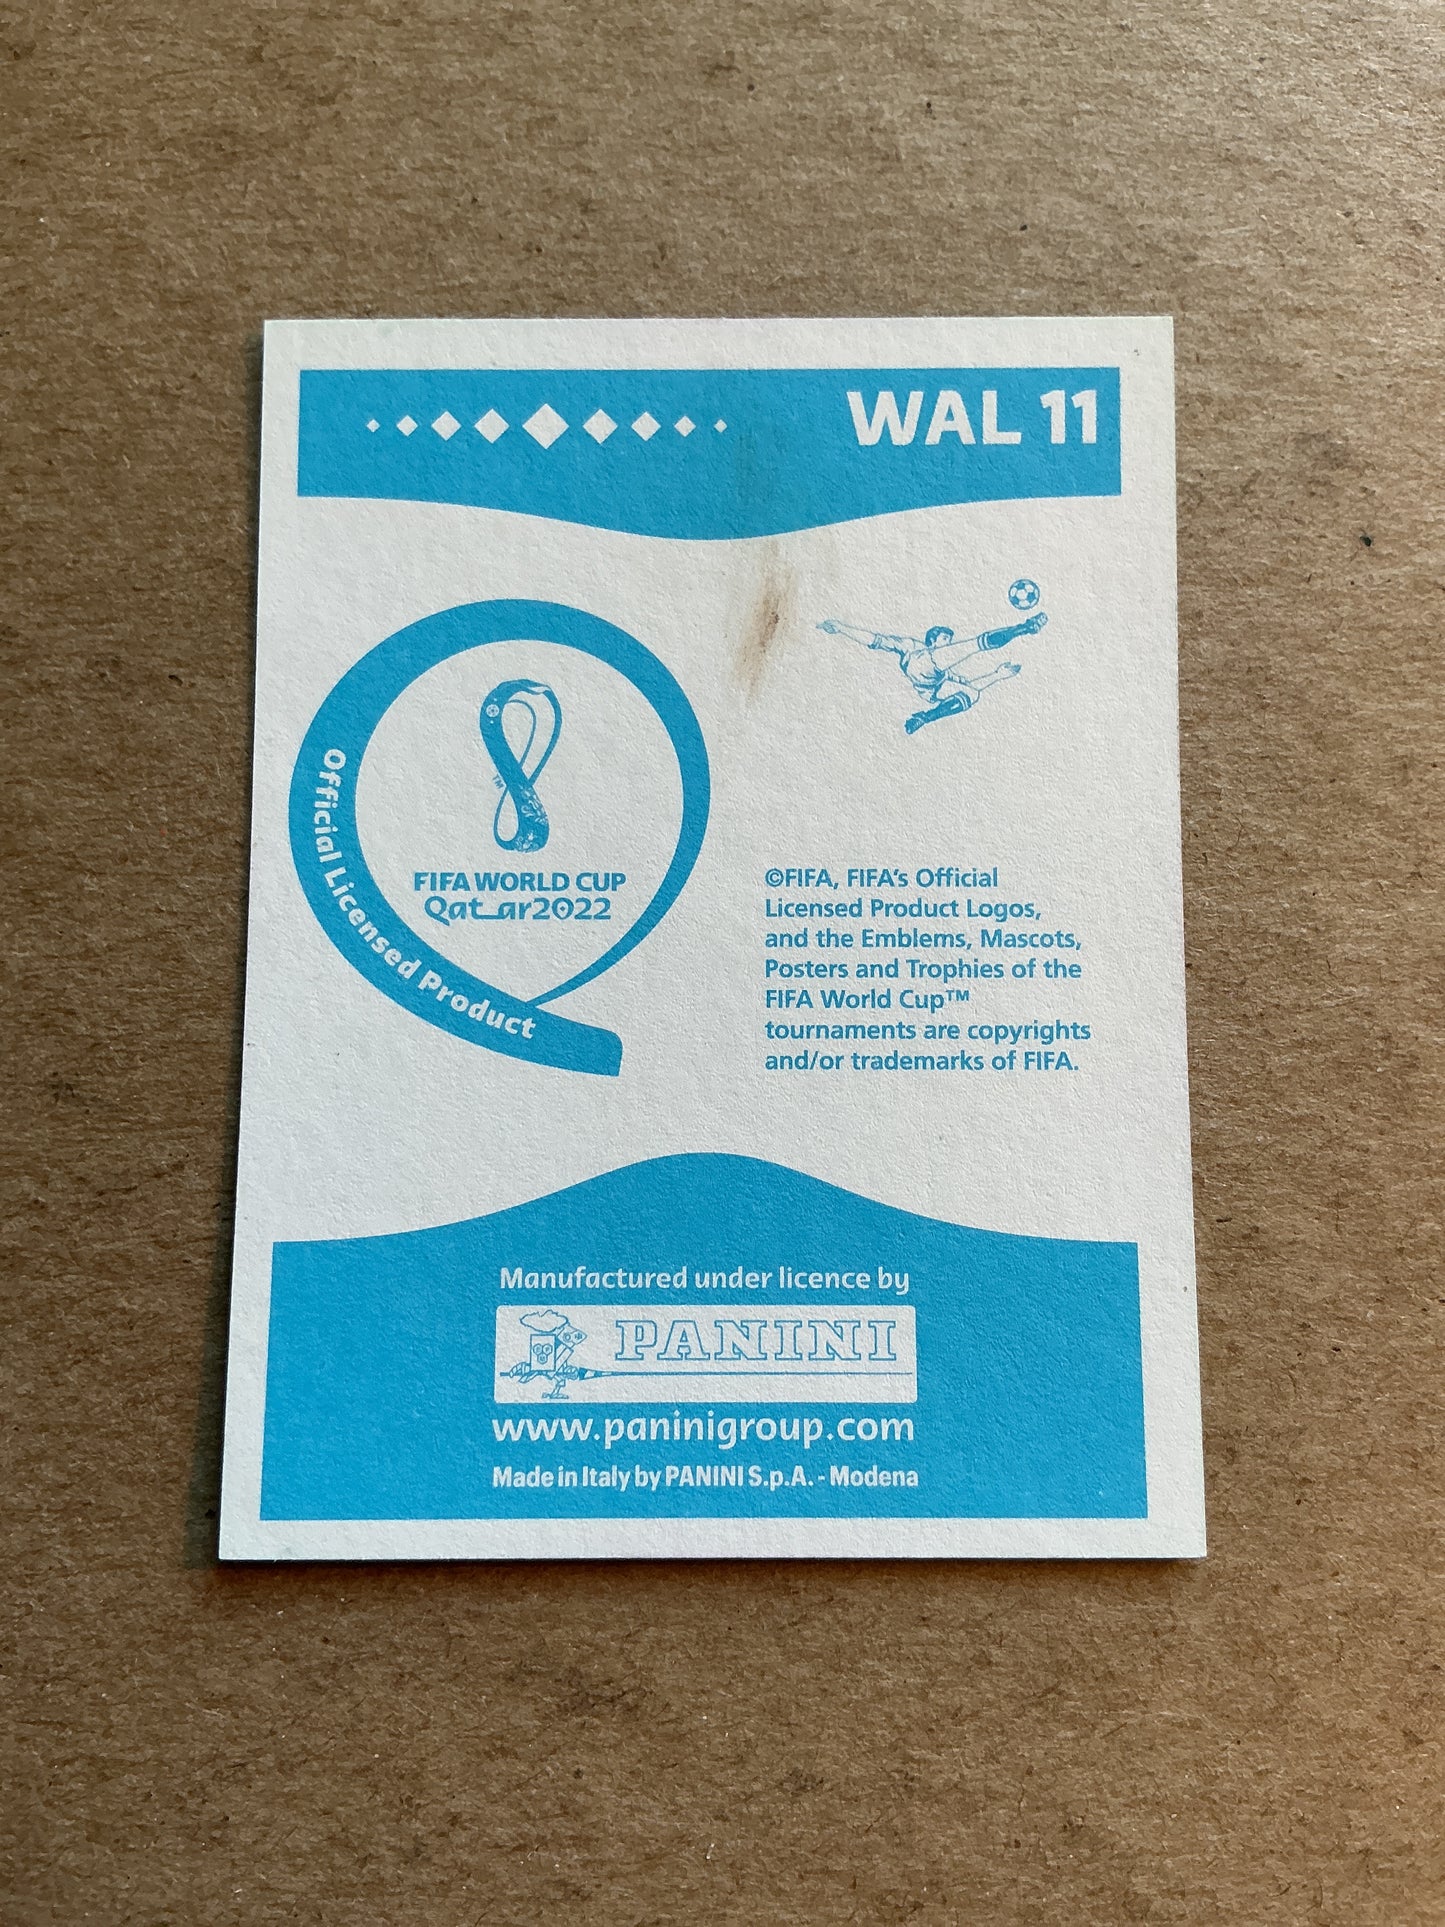 WAL 11
Official Licensed Product
TM
FIFA WORLD CUP
Qatar2022
©FIFA, FIFA's Official
Licensed Product Logos,
and the Emblems, Mascots,
Posters and Trophies of the
FIFA World Cup™
tournaments are copyrights
and/or trademarks of FIFA.
Manufactured under licence by
PANINI
www.paninigroup.com
Made in Italy by PANINI S.p.A. - Modena